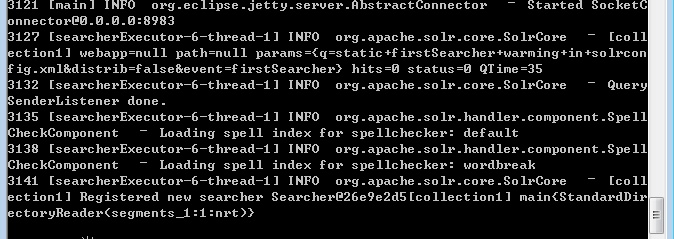 3121 [main] INFO  org.eclipse.jetty.server.AbstractConnector  – Started SocketC
onnector@0.0.0.0:8983
3127 [searcherExecutor-6-thread-1] INFO  org.apache.solr.core.SolrCore  – [col
lection1] webapp=null path=null params={q=static+firstSearcher+warming+in+solrcon
fig.xml&distrib=false&event=firstSearcher} hits=0 status=0 QTime=35
3132 [searcherExecutor-6-thread-1] INFO  org.apache.solr.core.SolrCore  – Query
SenderListener done.
3135 [searcherExecutor-6-thread-1] INFO  org.apache.solr.handler.component.Spell
CheckComponent  – Loading spell index for spellchecker: default
3138 [searcherExecutor-6-thread-1] INFO  org.apache.solr.handler.component.Spell
CheckComponent  – Loading spell index for spellchecker: wordbreak
3141 [searcherExecutor-6-thread-1] INFO  org.apache.solr.core.SolrCore  – [coll
ection1] Registered new searcher Searcher@26e9e2d5[collection1] main{StandardDir
ectoryReader(segments_1:1:nrt)}